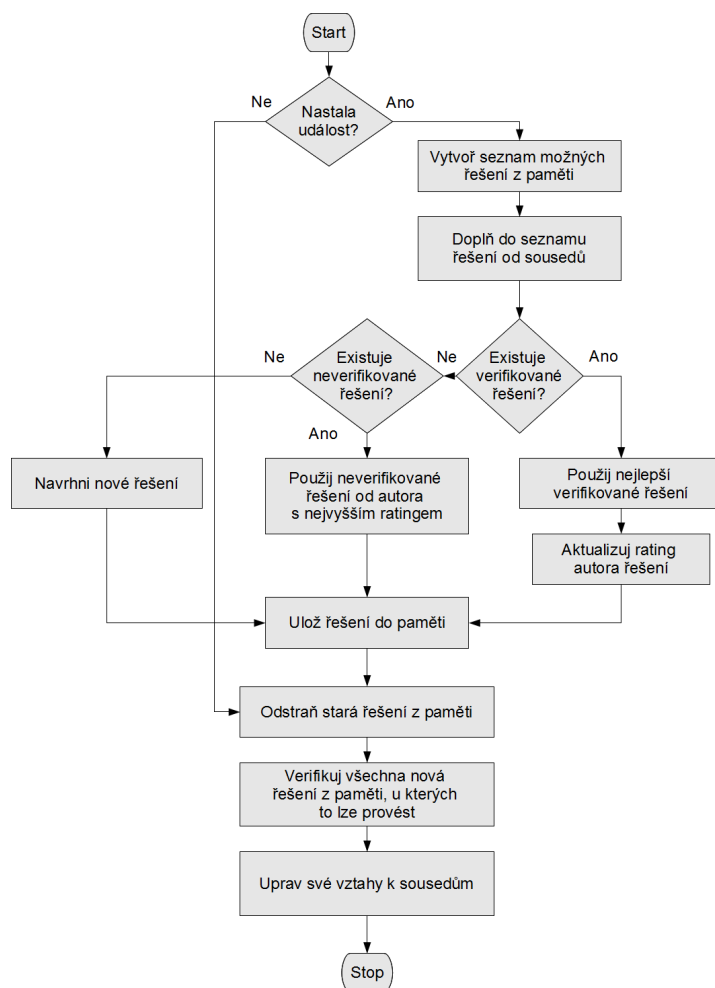 Start
Ne
Ano
Nastala
událost?
Vytvoř seznam možných
řešení z paměti
Doplň do seznamu
řešení od sousedů
Ne
Existuje
neverifikované
řešení?
Ne
Existuje
verifikované
řešení?
Ano
Ano
Navrhni nové řešení
Použij neverifikované
řešení od autora
s nejvyšším ratingem
Použij nejlepší
verifikované řešení
Aktualizuj rating
autora řešení
Ulož řešení do paměti
Odstraň stará řešení z paměti
Verifikuj všechna nová
řešení z paměti, u kterých
to lze provést
Uprav své vztahy k sousedům
Stop